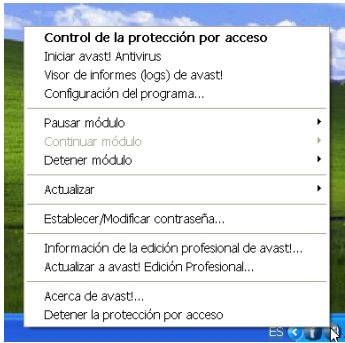 Control de la protección por acceso
Iniciar avast! Antivirus
Visor de informes (logs) de avast!
Configuración del programa...
Pausar módulo
Continuar módulo
Detener módulo
Actualizar
Establecer/Modificar contraseña...
Información de la edición profesional de avast!...
Actualizar a avast! Edición Profesional...
Acerca de avast!...
Detener la protección por acceso
ES